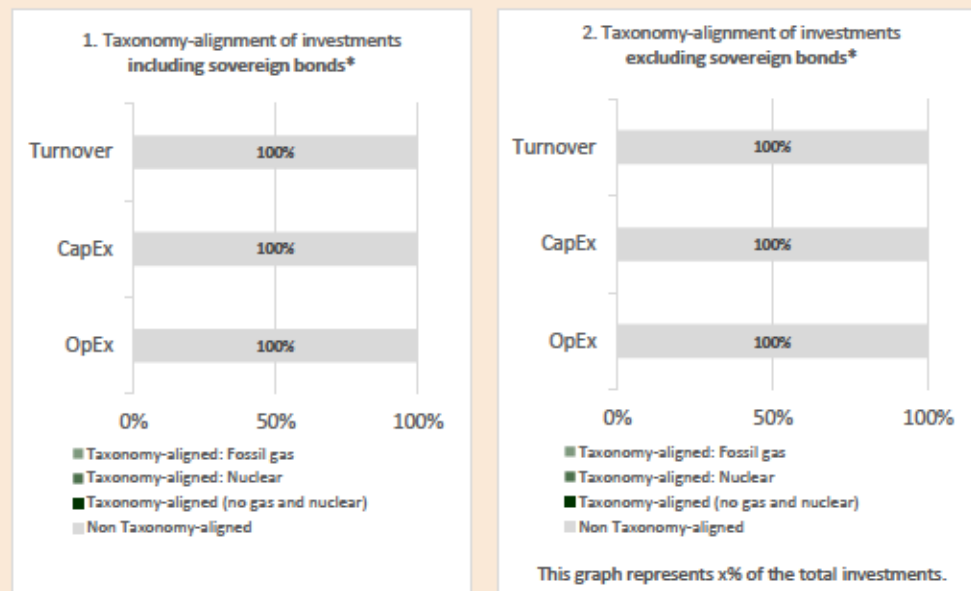 1. Taxonomy-alignment of investments
including sovereign bonds*
Turnover
100%
CapEx
100%
OpEx
100%
0%
50%
100%
Taxonomy-aligned: Fossil gas
Taxonomy-aligned: Nuclear
Taxonomy-aligned (no gas and nuclear)
Non Taxonomy-aligned
2. Taxonomy-alignment of investments
excluding sovereign bonds*
Turnover
100%
CapEx
100%
OpEx
100%
0%
50%
100%
Taxonomy-aligned: Fossil gas
Taxonomy-aligned: Nuclear
Taxonomy-aligned (no gas and nuclear)
Non Taxonomy-aligned
This graph represents x% of the total investments.